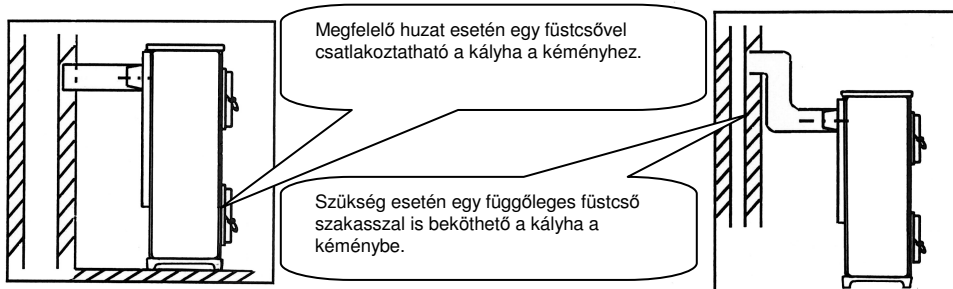 Megfelelő huzat esetén egy füstcsővel
csatlakoztatható a kályha a kéményhez.
Szükség esetén egy függőleges füstcső
szakasszal is beköthető a kályha a
kéménybe.